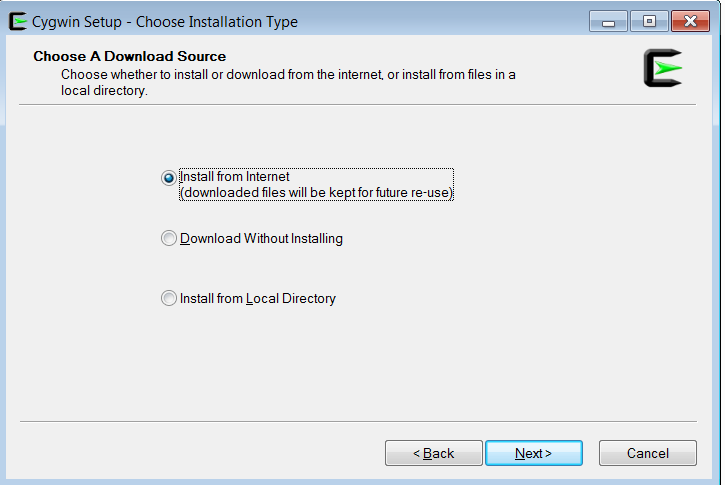 Cygwin Setup - Choose Installation Type
Choose A Download Source
Choose whether to install or download from the internet, or install from files in a
local directory.
Install from Internet
(downloaded files will be kept for future re-use)
Download Without Installing
Install from Local Directory
< Back
Next >
Cancel